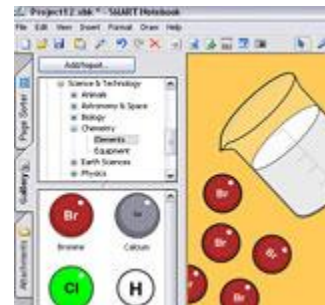 Project12.xbk * - SMART Notebook
File Edit View Insert Format Draw Help
Add/Report...
Science & Technology
Animals
Astronomy & Space
Biology
Chemistry
Elements
Equipment
Earth Sciences
Physics
Page Sorter
Gallery
Attachments
Br
Bromine
Calcium
Cl
H
Br
Br
Br
Br
Br